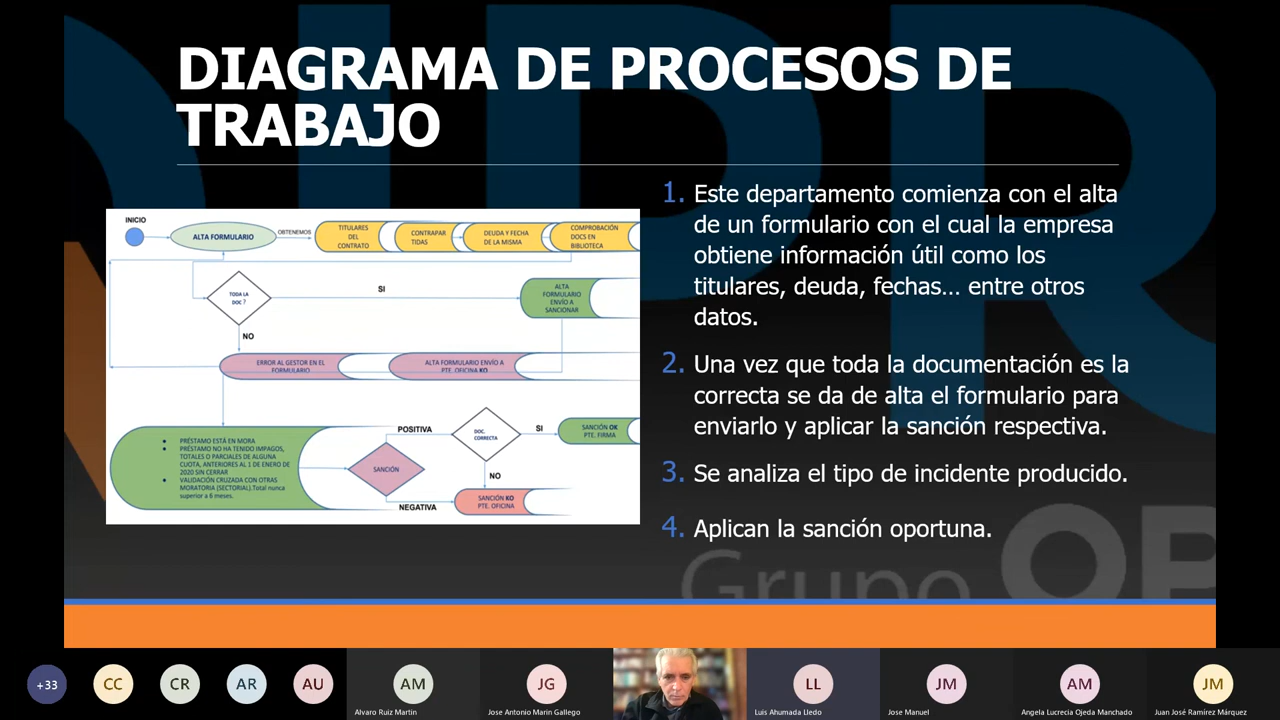 DIAGRAMA DE PROCESOS DE
TRABAJO
INICIO
ALTA FORMULARIO
OBTENEMOS
TITULARES
DEL
CONTRATO
CONTRAPAR
TIDAS
DEUDA Y FECHA
DE LA MISMA
COMPROBACIÓN
DOCS EN
BIBLIOTECA
TODA LA
DOC ?
SI
ALTA
FORMULARIO
ENVÍO A
SANCIONAR
NO
ERROR AL GESTOR EN EL
FORMULARIO
ALTA FORMULARIO ENVÍO A
PTE. OFICINA KO
PRÉSTAMO ESTÁ EN MORA
PRÉSTAMO NO HA TENIDO IMPAGOS,
TOTALES O PARCIALES DE ALGUNA
CUOTA, ANTERIORES AL 1 DE ENERO DE
2020 SIN CERRAR
VALIDACIÓN CRUZADA CON OTRAS
MORATORIA (SECTORIAL).Total nunca
superior a 6 meses.
SANCIÓN
POSITIVA
NEGATIVA
DOC.
CORRECTA
SI
NO
SANCIÓN OK
PTE. FIRMA
SANCIÓN KO
PTE. OFICINA
1. Este departamento comienza con el alta
de un formulario con el cual la empresa
obtiene información útil como los
titulares, deuda, fechas… entre otros
datos.
2. Una vez que toda la documentación es la
correcta se da de alta el formulario para
enviarlo y aplicar la sanción respectiva.
3. Se analiza el tipo de incidente producido.
4. Aplican la sanción oportuna.
Grupo OP
+33
CC
CR
AR
AU
AM
Alvaro Ruiz Martin
JG
Jose Antonio Marin Gallego
LL
Luis Ahumada Lledo
JM
Jose Manuel
AM
Angela Lucrecia Ojeda Manchado
JM
Juan José Ramírez Márquez